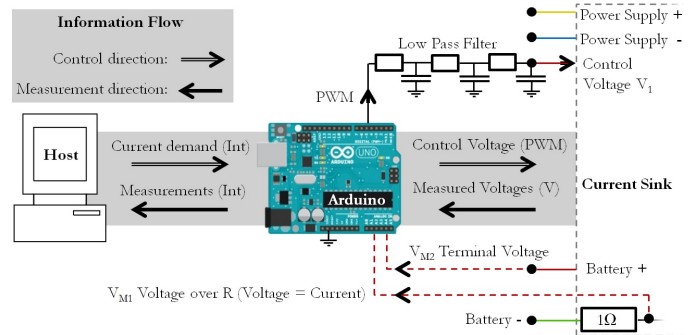 Information Flow
Control direction:
Measurement direction:
Power Supply +
Power Supply -
Low Pass Filter
Control
Voltage V1
PWM
Host
Current demand (Int)
Measurements (Int)
UNO
ARDUINO
Arduino
Control Voltage (PWM)
Measured Voltages (V)
Current Sink
VM2 Terminal Voltage
Battery +
VM1 Voltage over R (Voltage = Current)
Battery -
1Ω